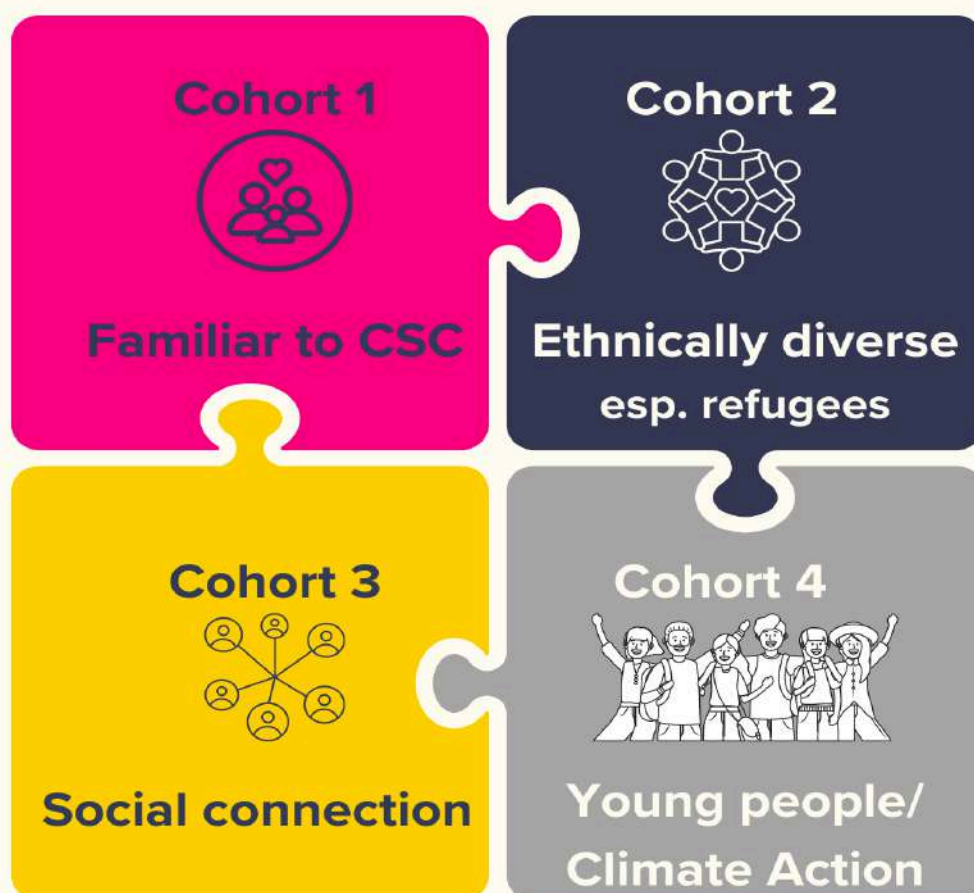 Cohort 1
Familiar to CSC
Cohort 2
Ethnically diverse
esp. refugees
Cohort 3
Social connection
Cohort 4
Young people/
Climate Action